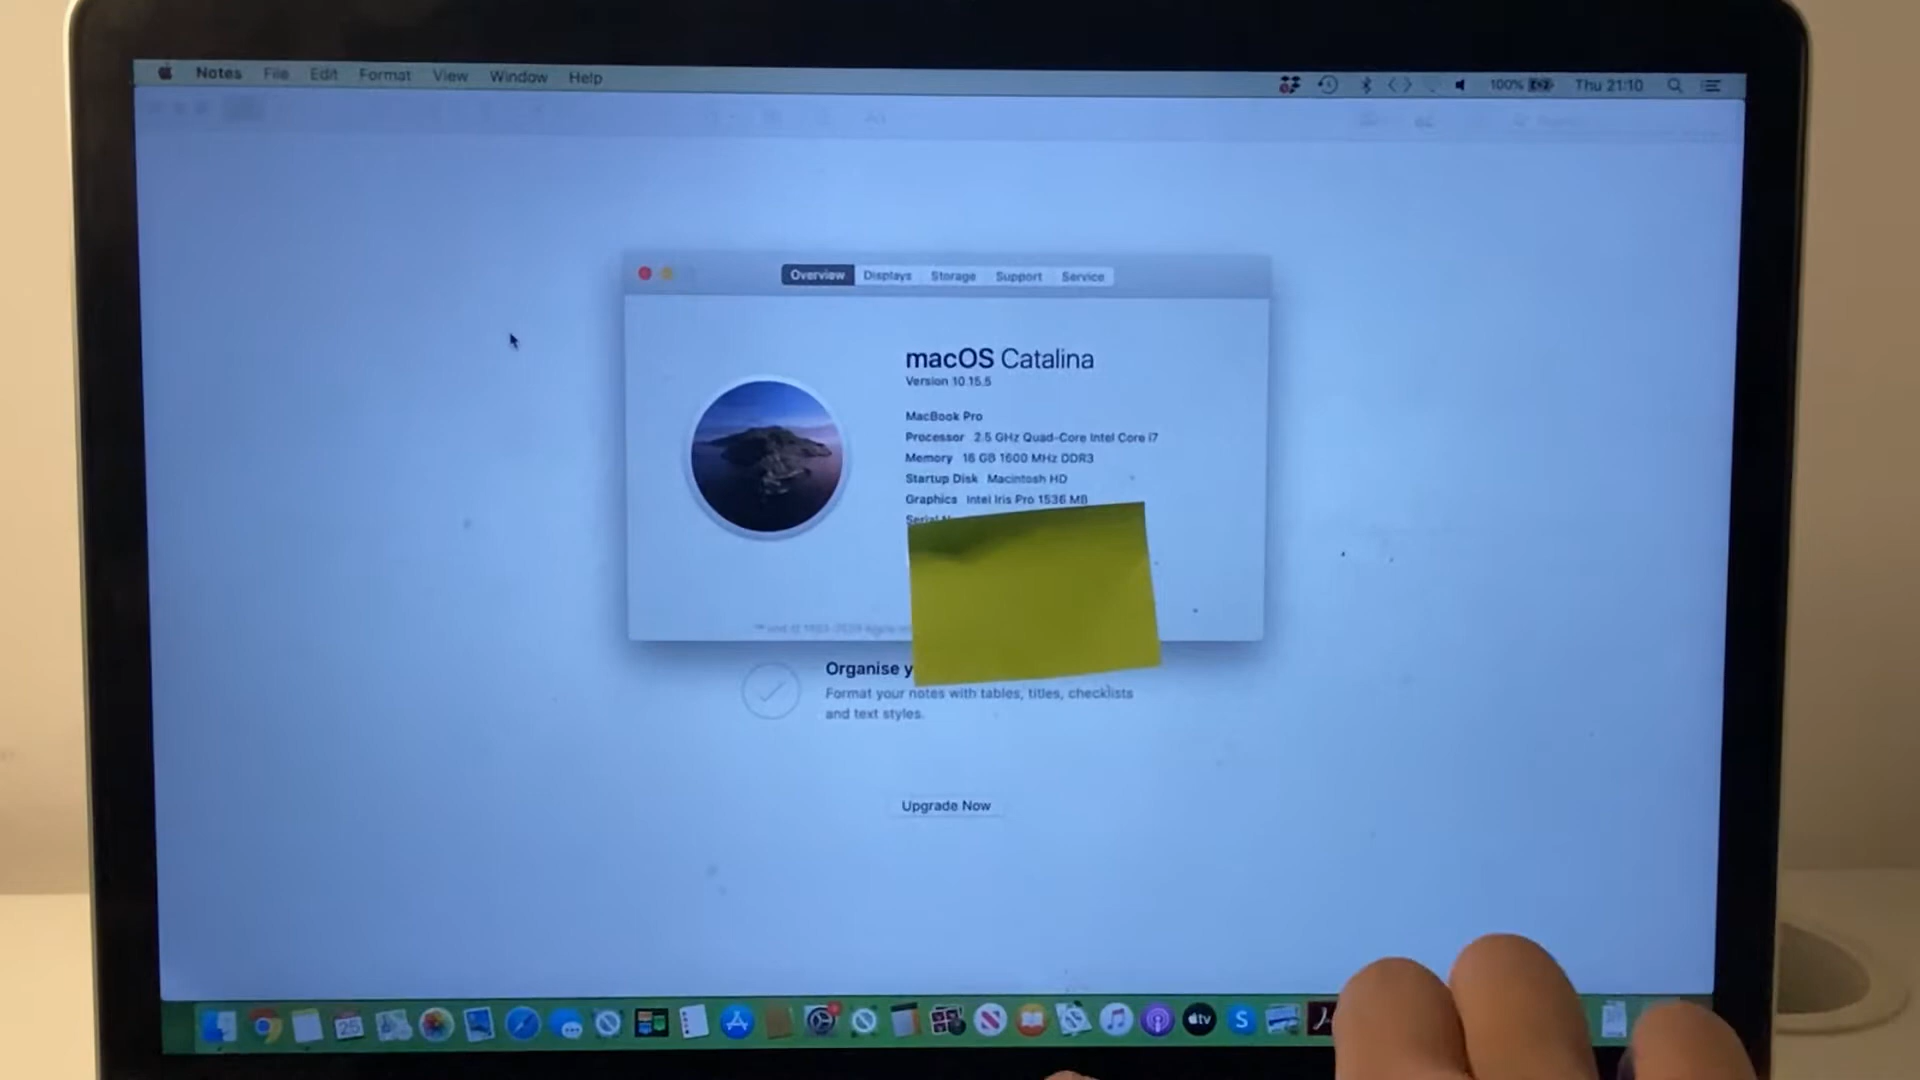 Notes File Edit Format View Window Help
100% Thu 21:10
Overview Displays Storage Support Service
macOS Catalina
Version 10.15.5
MacBook Pro
Processor 2.5 GHz Quad-Core Intel Core i7
Memory 16 GB 1600 MHz DDR3
Startup Disk Macintosh HD
Graphics Intel Iris Pro 1536 MB
Serial N
Organise y
Format your notes with tables, titles, checklists
and text styles.
Upgrade Now
25
tv
S